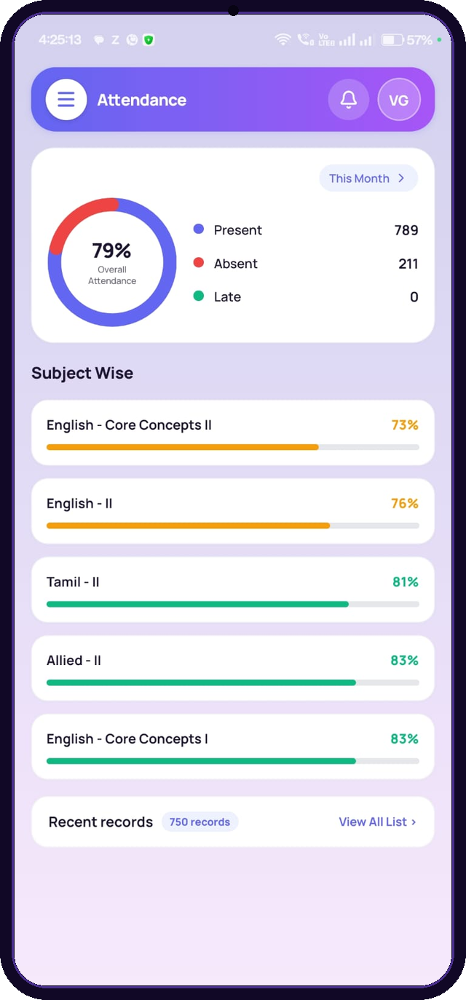 4:25:13 Z Vo LTEB 57%
Attendance VG
This Month
79%
Overall
Attendance
Present 789
Absent 211
Late 0
Subject Wise
English - Core Concepts II 73%
English - II 76%
Tamil - II 81%
Allied - II 83%
English - Core Concepts I 83%
Recent records 750 records View All List ›